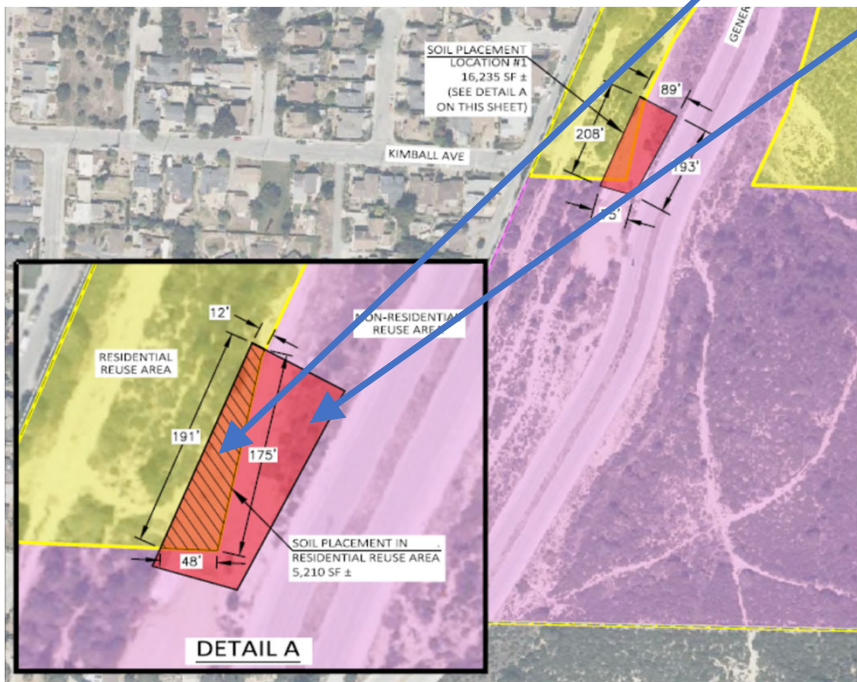 GENER
SOIL PLACEMENT
LOCATION #1
16,235 SF ±
(SEE DETAIL A
ON THIS SHEET)
89'
208'
193'
KIMBALL AVE
12'
NON-RESIDENTIAL
REUSE AREA
RESIDENTIAL
REUSE AREA
191'
175'
SOIL PLACEMENT IN
RESIDENTIAL REUSE AREA
5,210 SF ±
48'
DETAIL A